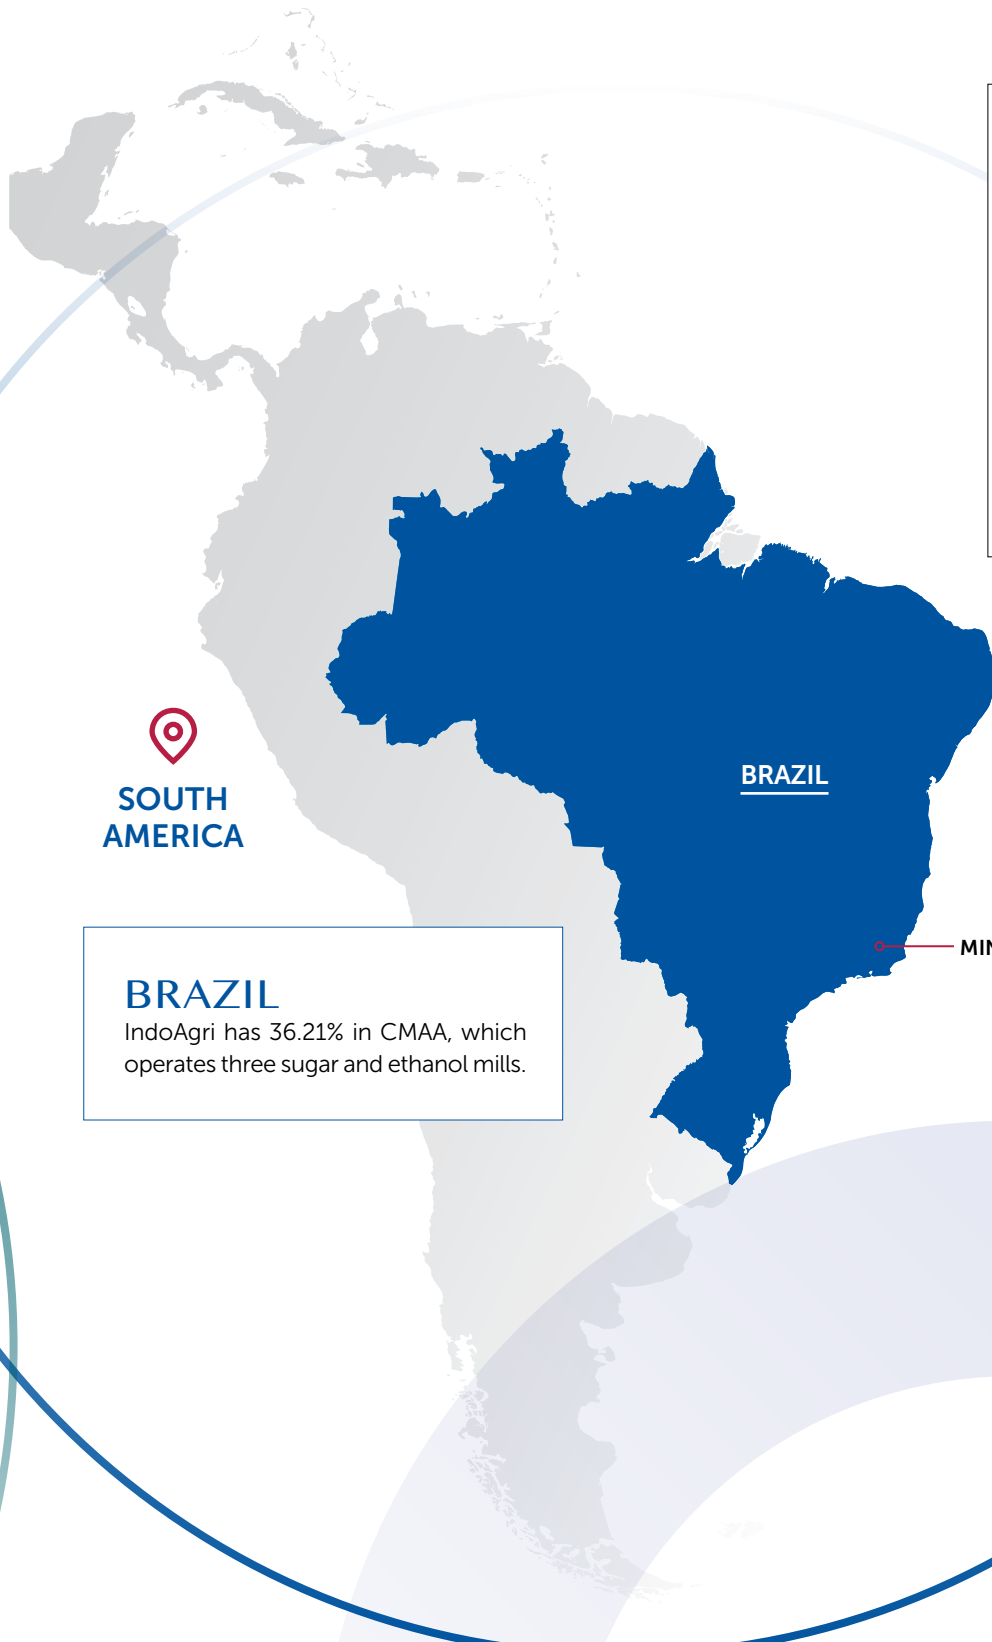 BRAZIL
SOUTH
AMERICA
BRAZIL
IndoAgri has 36.21% in CMAA, which
operates three sugar and ethanol mills.